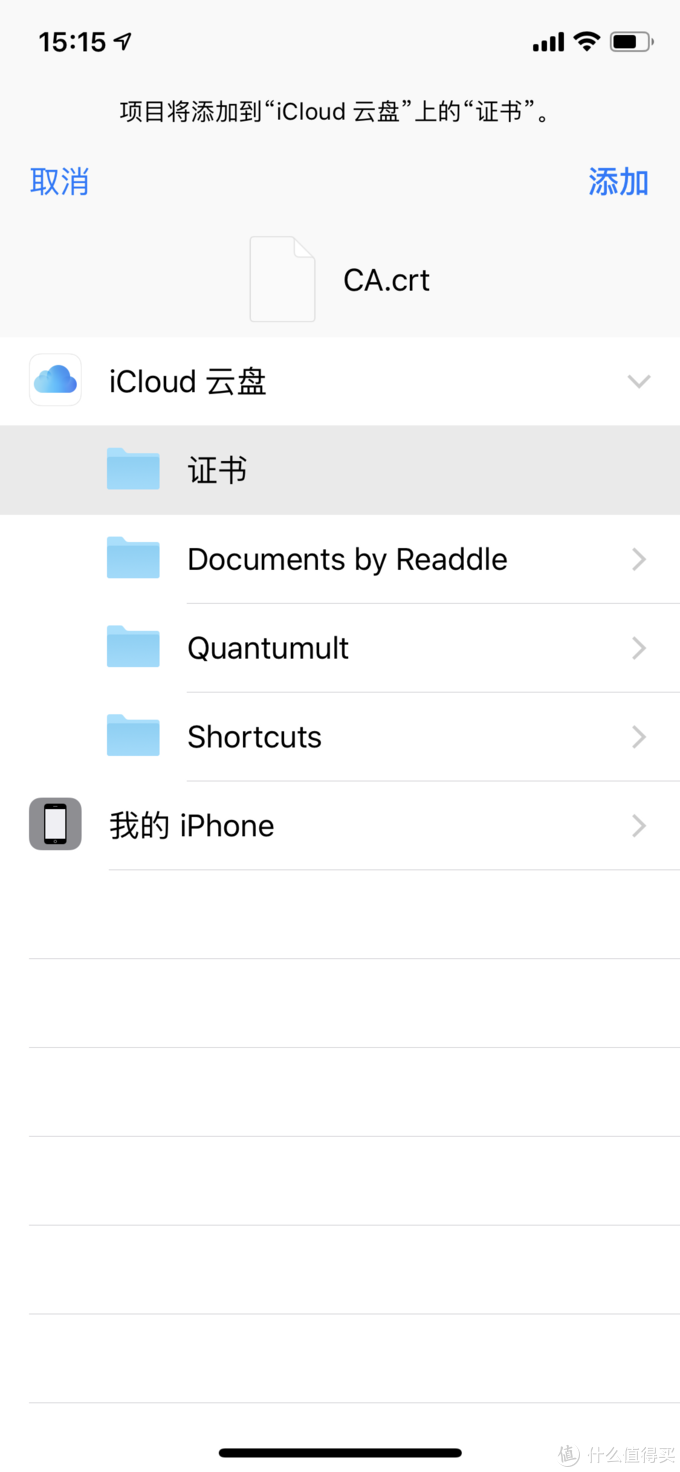 15:15
项目将添加到“iCloud 云盘”上的“证书”。
取消
添加
CA.crt
iCloud 云盘
证书
Documents by Readdle
Quantumult
Shortcuts
我的 iPhone
值 什么值得买